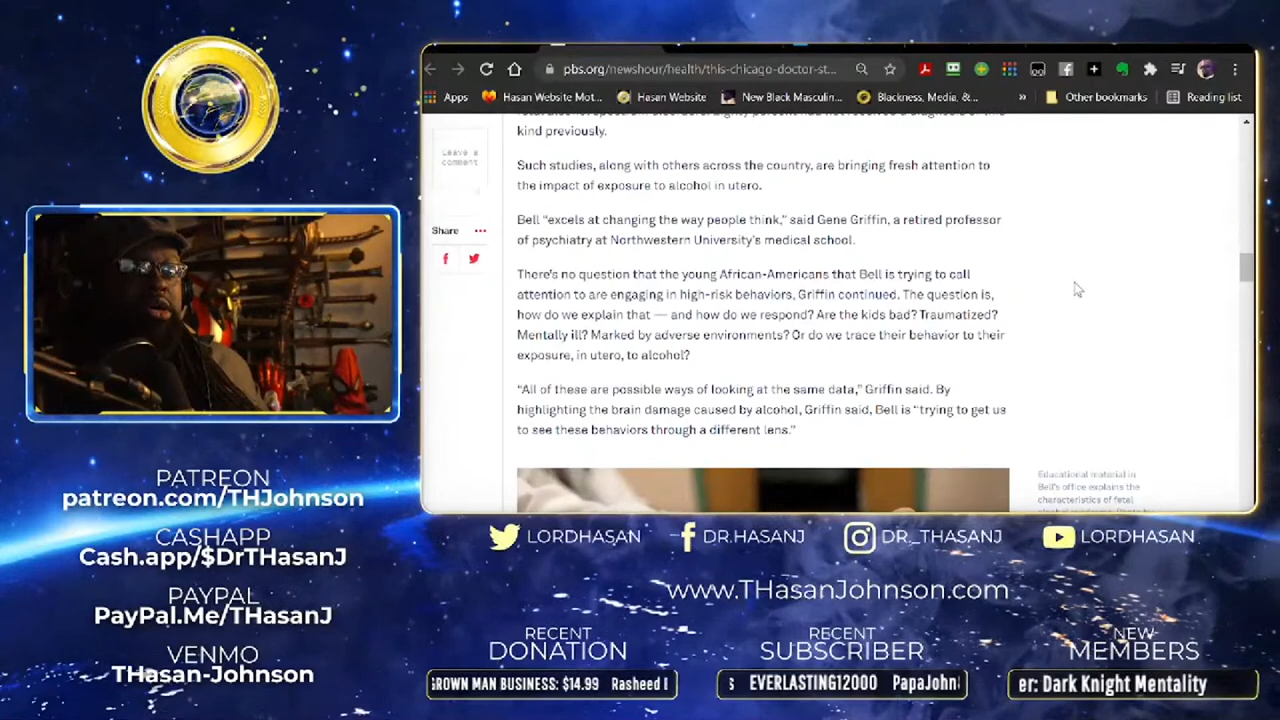 pbs.org/newshour/health/this-chicago-doctor-st...
Apps
Hasan Website Mot...
Hasan Website
New Black Masculin...
Blackness, Media, &...
»
Other bookmarks
Reading list
kind previously.
Leave a
comment
Such studies, along with others across the country, are bringing fresh attention to
the impact of exposure to alcohol in utero.
Share
Bell “excels at changing the way people think,” said Gene Griffin, a retired professor
of psychiatry at Northwestern University’s medical school.
There’s no question that the young African-Americans that Bell is trying to call
attention to are engaging in high-risk behaviors, Griffin continued. The question is,
how do we explain that — and how do we respond? Are the kids bad? Traumatized?
Mentally ill? Marked by adverse environments? Or do we trace their behavior to their
exposure, in utero, to alcohol?
“All of these are possible ways of looking at the same data,” Griffin said. By
highlighting the brain damage caused by alcohol, Griffin said, Bell is “trying to get us
to see these behaviors through a different lens.”
Educational material in
Bell’s office explains the
characteristics of fetal
PATREON
patreon.com/THJohnson
CASHAPP
Cash.app/$DrTHasanJ
PAYPAL
PayPal.Me/THasanJ
VENMO
THasan-Johnson
LORDHASAN
DR.HASANJ
DR._THASANJ
LORDHASAN
www.THasanJohnson.com
RECENT
DONATION
GROWN MAN BUSINESS: $14.99 Rasheed
RECENT
SUBSCRIBER
S EVERLASTING12000 PapaJohn
NEW
MEMBERS
er: Dark Knight Mentality